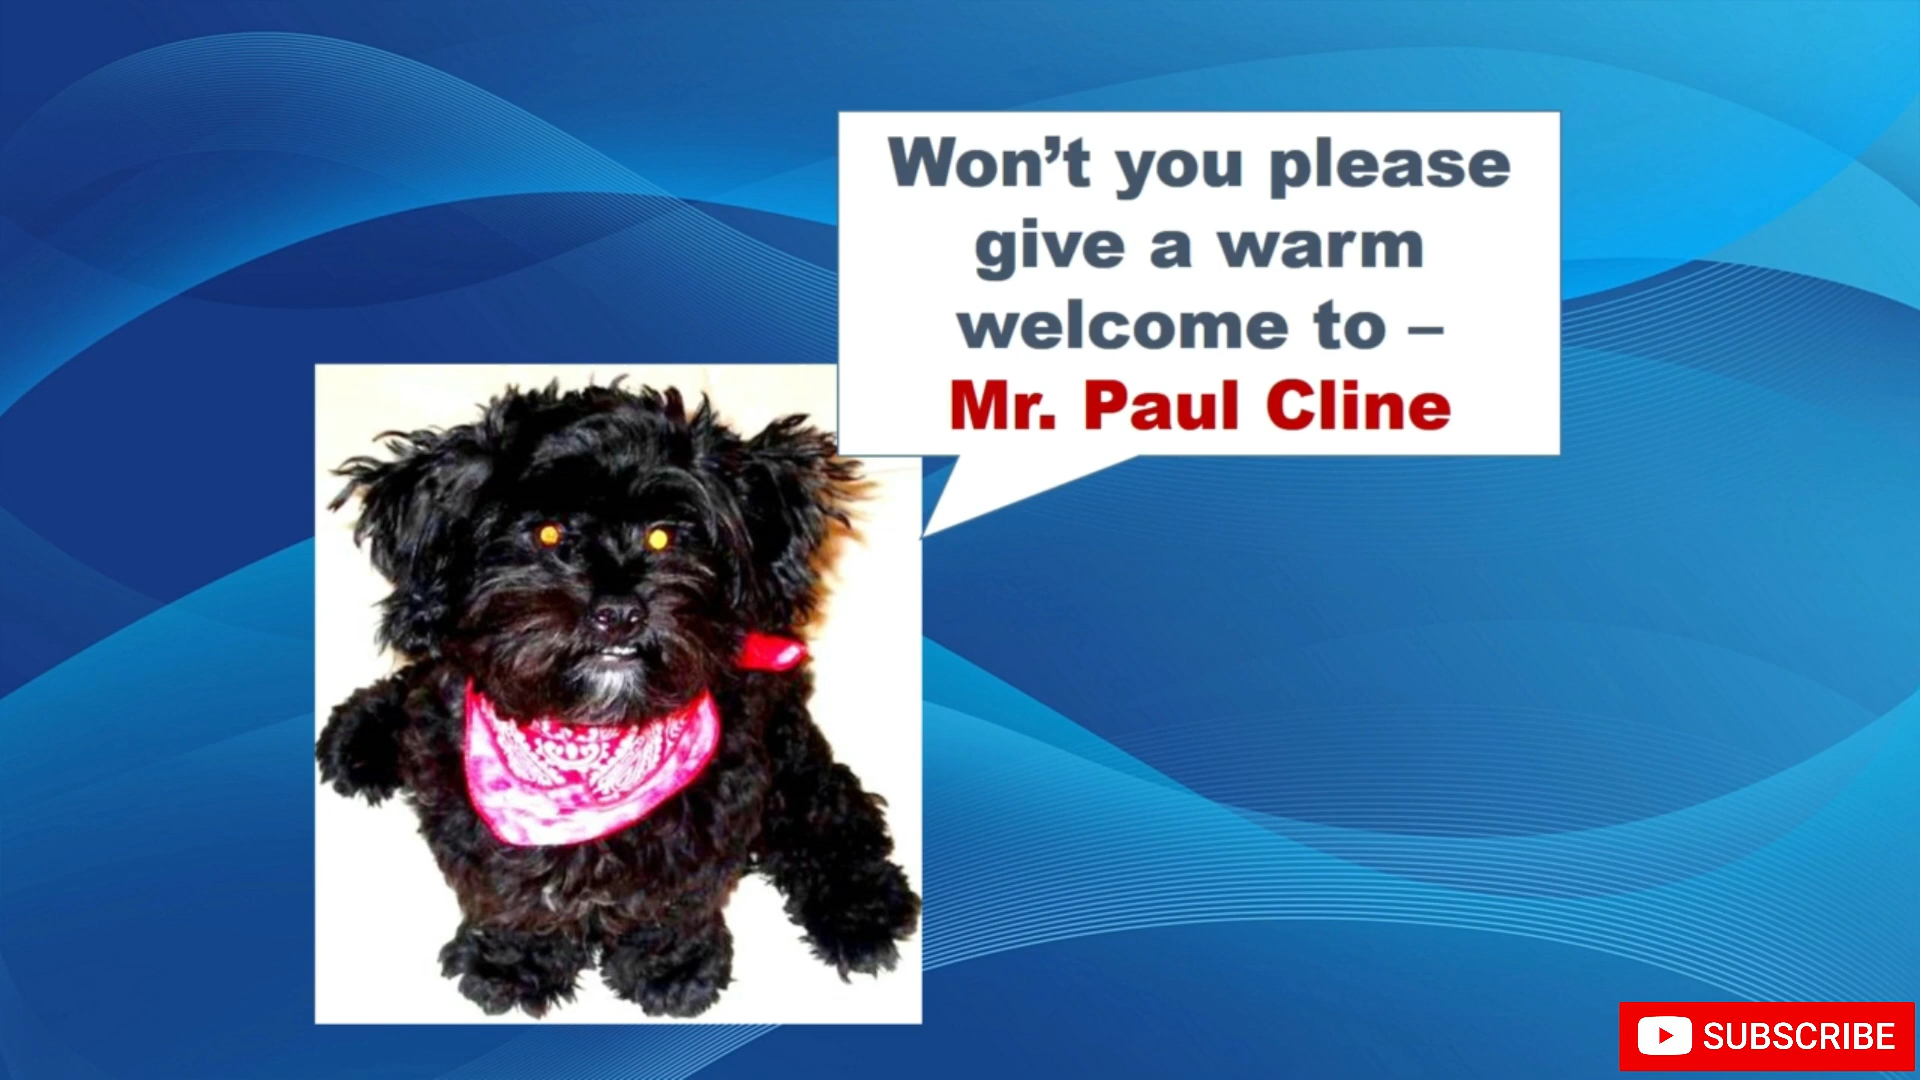 Won’t you please
give a warm
welcome to –
Mr. Paul Cline
SUBSCRIBE